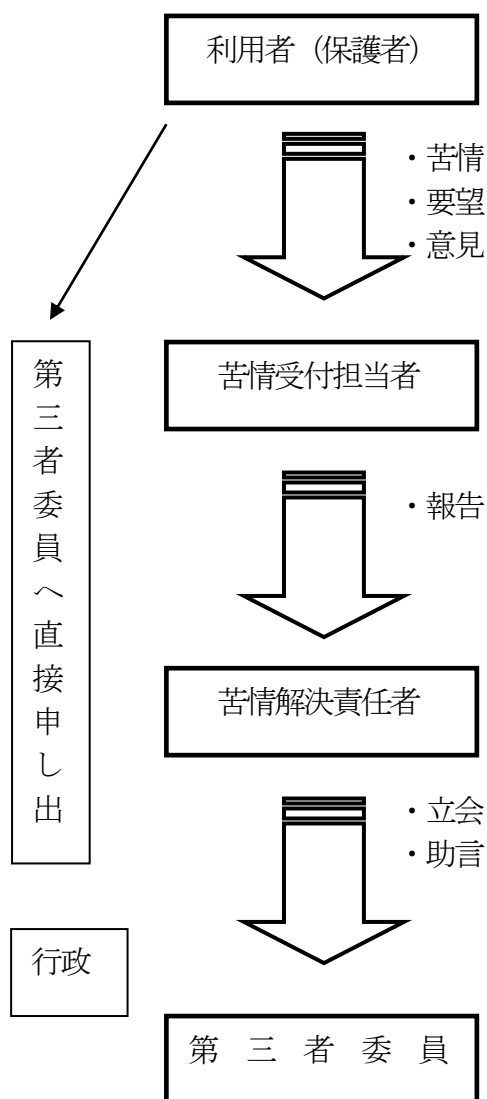 利用者（保護者）
・苦情
・要望
・意見
苦情受付担当者
・報告
第三者委員へ直接申し出
苦情解決責任者
・立会
・助言
行政
第三者委員